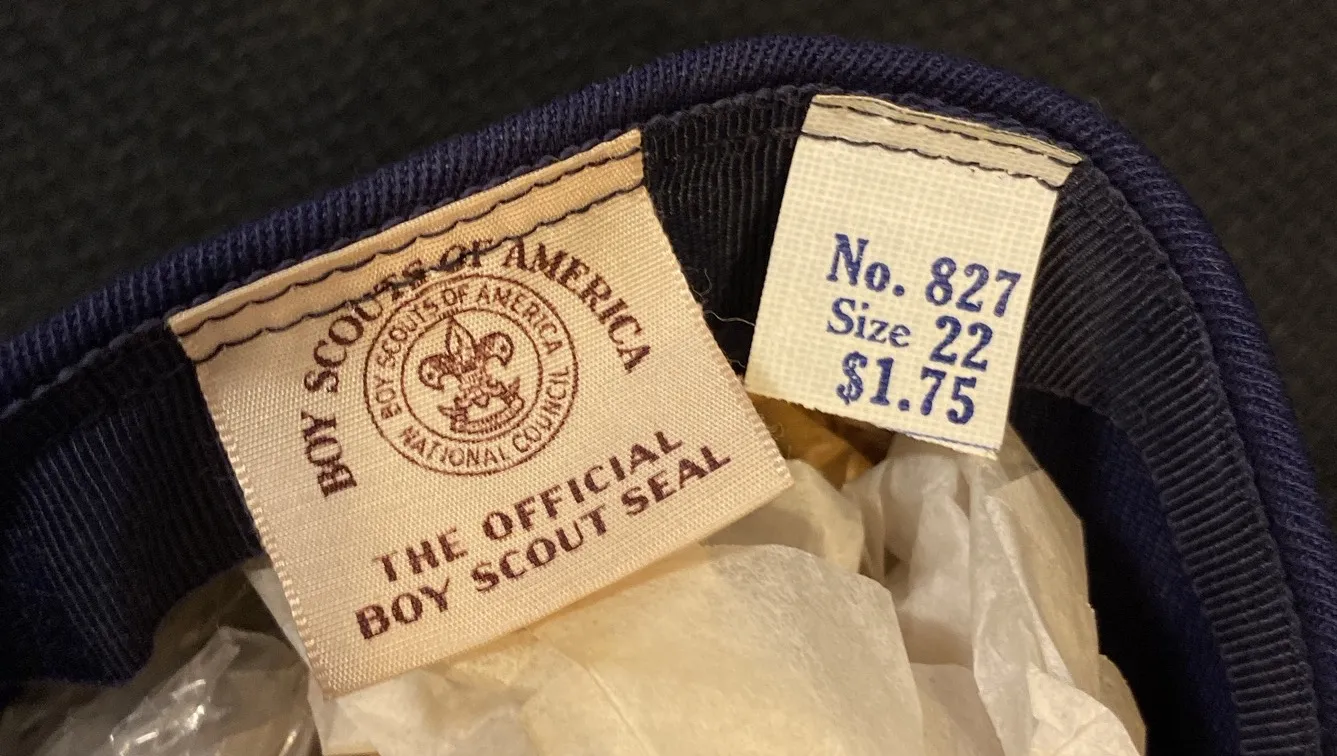 BOY SCOUTS OF AMERICA
BOY SCOUTS OF AMERICA
NATIONAL COUNCIL
THE OFFICIAL
BOY SCOUT SEAL
No. 827
Size 22
$1.75